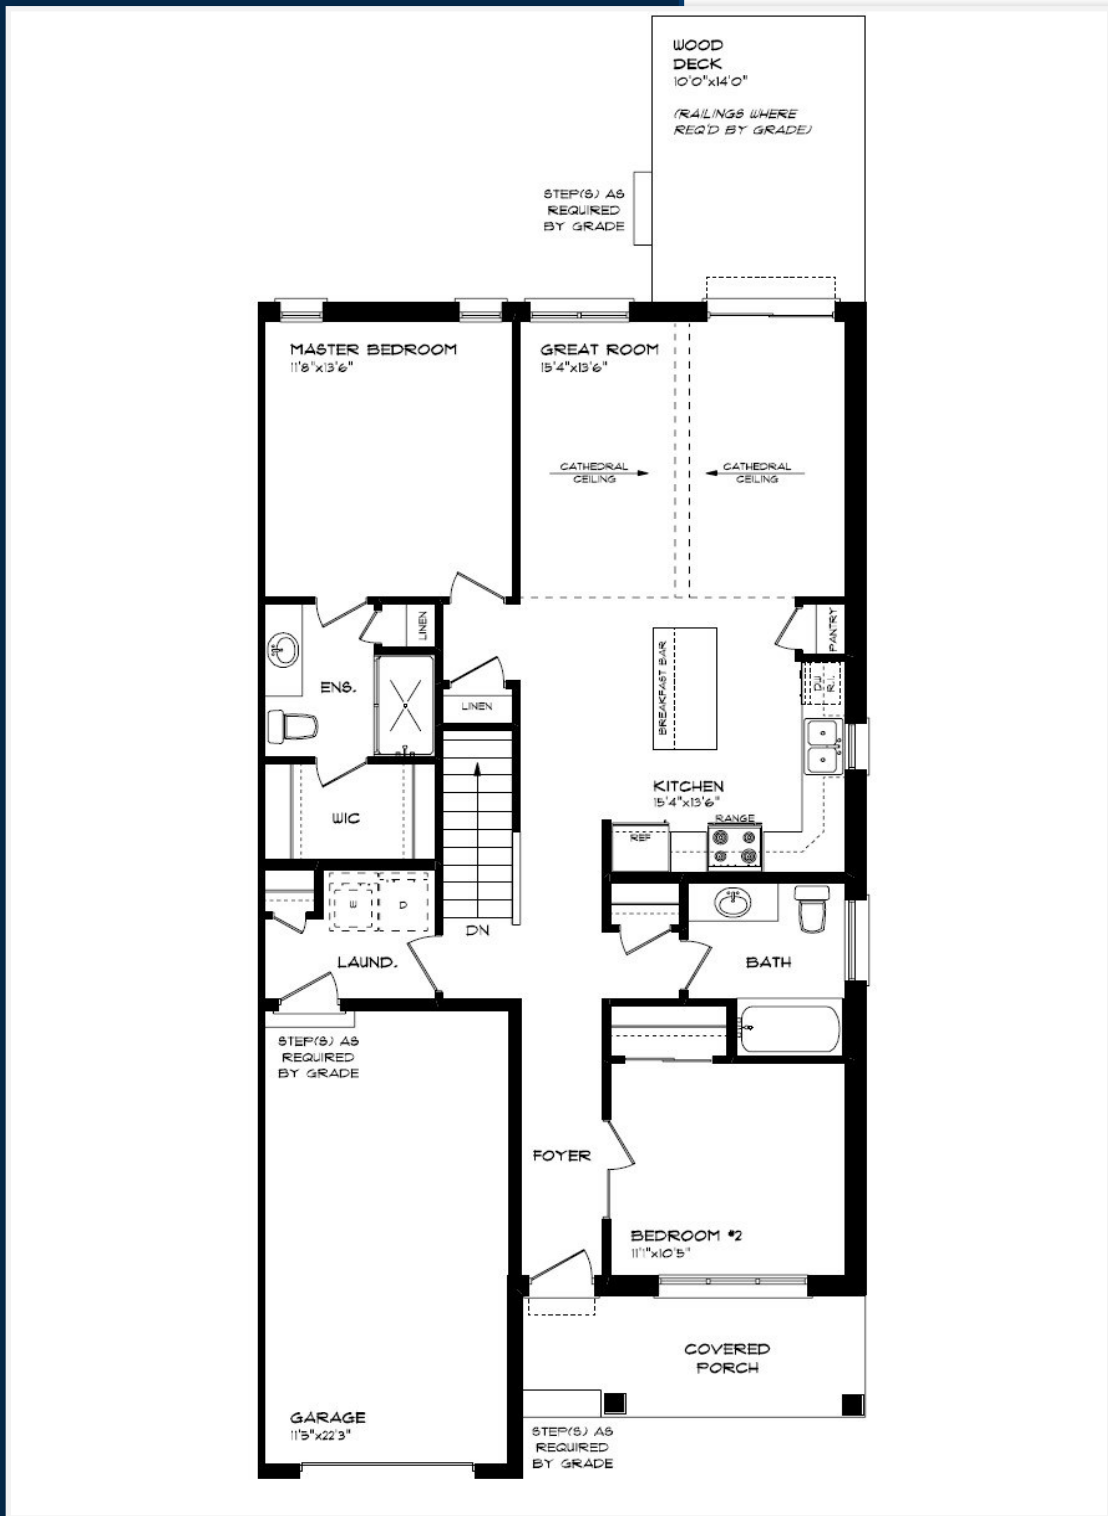 WOOD
DECK
10'0"x14'0"
(RAILINGS WHERE
REQ'D BY GRADE)
STEP(S) AS
REQUIRED
BY GRADE
MASTER BEDROOM
11'8"x13'6"
GREAT ROOM
15'4"x13'6"
CATHEDRAL
CEILING
CATHEDRAL
CEILING
LINEN
PANTRY
ENS.
LINEN
BREAKFAST BAR
DW
R.I.
KITCHEN
15'4"x13'6"
WIC
RANGE
REF
D
DN
LAUND.
BATH
STEP(S) AS
REQUIRED
BY GRADE
FOYER
BEDROOM #2
11'1"x10'5"
COVERED
PORCH
GARAGE
11'5"x22'3"
STEP(S) AS
REQUIRED
BY GRADE